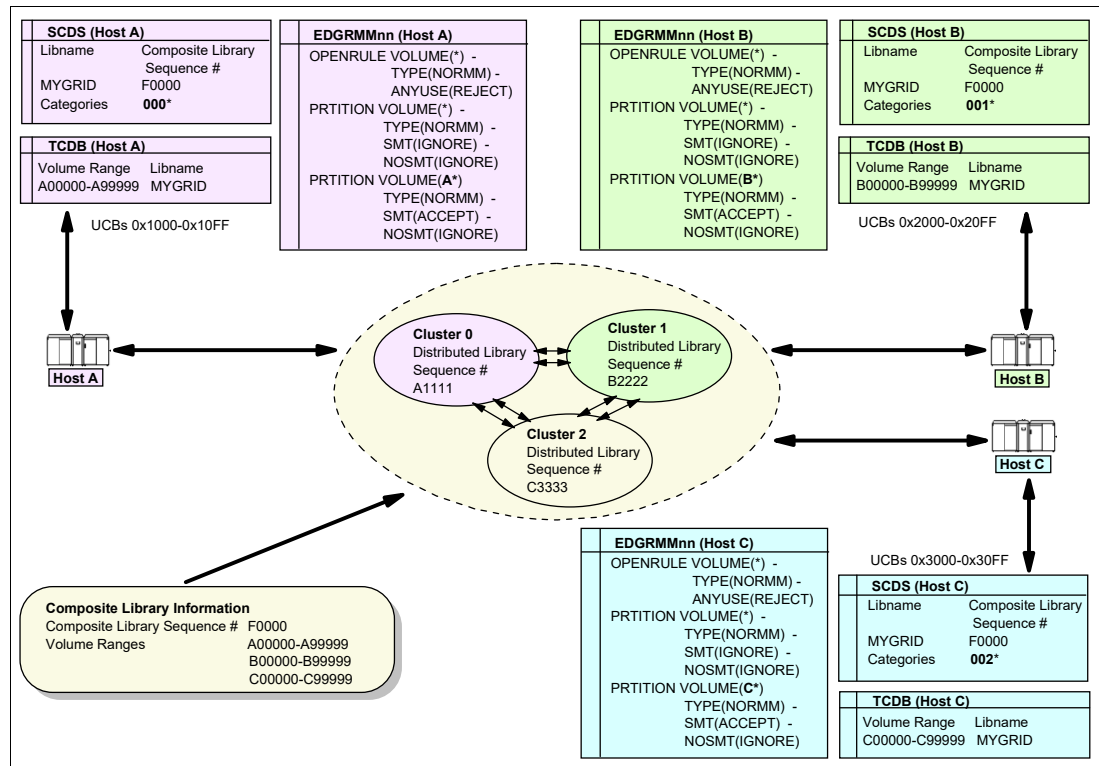 SCDS (Host A)
Libname Composite Library
Sequence #
MYGRID F0000
Categories 000*
TCDB (Host A)
Volume Range Libname
A00000-A99999 MYGRID
UCBs 0x1000-0x10FF
EDGRMMnn (Host A)
OPENRULE VOLUME(*) -
TYPE(NORMM) -
ANYUSE(REJECT)
PRTITION VOLUME(*) -
TYPE(NORMM) -
SMT(IGNORE) -
NOSMT(IGNORE)
PRTITION VOLUME(A*)
TYPE(NORMM) -
SMT(ACCEPT) -
NOSMT(IGNORE)
EDGRMMnn (Host B)
OPENRULE VOLUME(*) -
TYPE(NORMM) -
ANYUSE(REJECT)
PRTITION VOLUME(*) -
TYPE(NORMM) -
SMT(IGNORE) -
NOSMT(IGNORE)
PRTITION VOLUME(B*)
TYPE(NORMM) -
SMT(ACCEPT) -
NOSMT(IGNORE)
SCDS (Host B)
Libname Composite Library
Sequence #
MYGRID F0000
Categories 001*
TCDB (Host B)
Volume Range Libname
B00000-B99999 MYGRID
UCBs 0x2000-0x20FF
Host A
Cluster 0
Distributed Library
Sequence #
A1111
Cluster 1
Distributed Library
Sequence #
B2222
Cluster 2
Distributed Library
Sequence #
C3333
Host B
Host C
Composite Library Information
Composite Library Sequence # F0000
Volume Ranges A00000-A99999
B00000-B99999
C00000-C99999
EDGRMMnn (Host C)
OPENRULE VOLUME(*) -
TYPE(NORMM) -
ANYUSE(REJECT)
PRTITION VOLUME(*) -
TYPE(NORMM) -
SMT(IGNORE) -
NOSMT(IGNORE)
PRTITION VOLUME(C*)
TYPE(NORMM) -
SMT(ACCEPT) -
NOSMT(IGNORE)
UCBs 0x3000-0x30FF
SCDS (Host C)
Libname Composite Library
Sequence #
MYGRID F0000
Categories 002*
TCDB (Host C)
Volume Range Libname
C00000-C99999 MYGRID